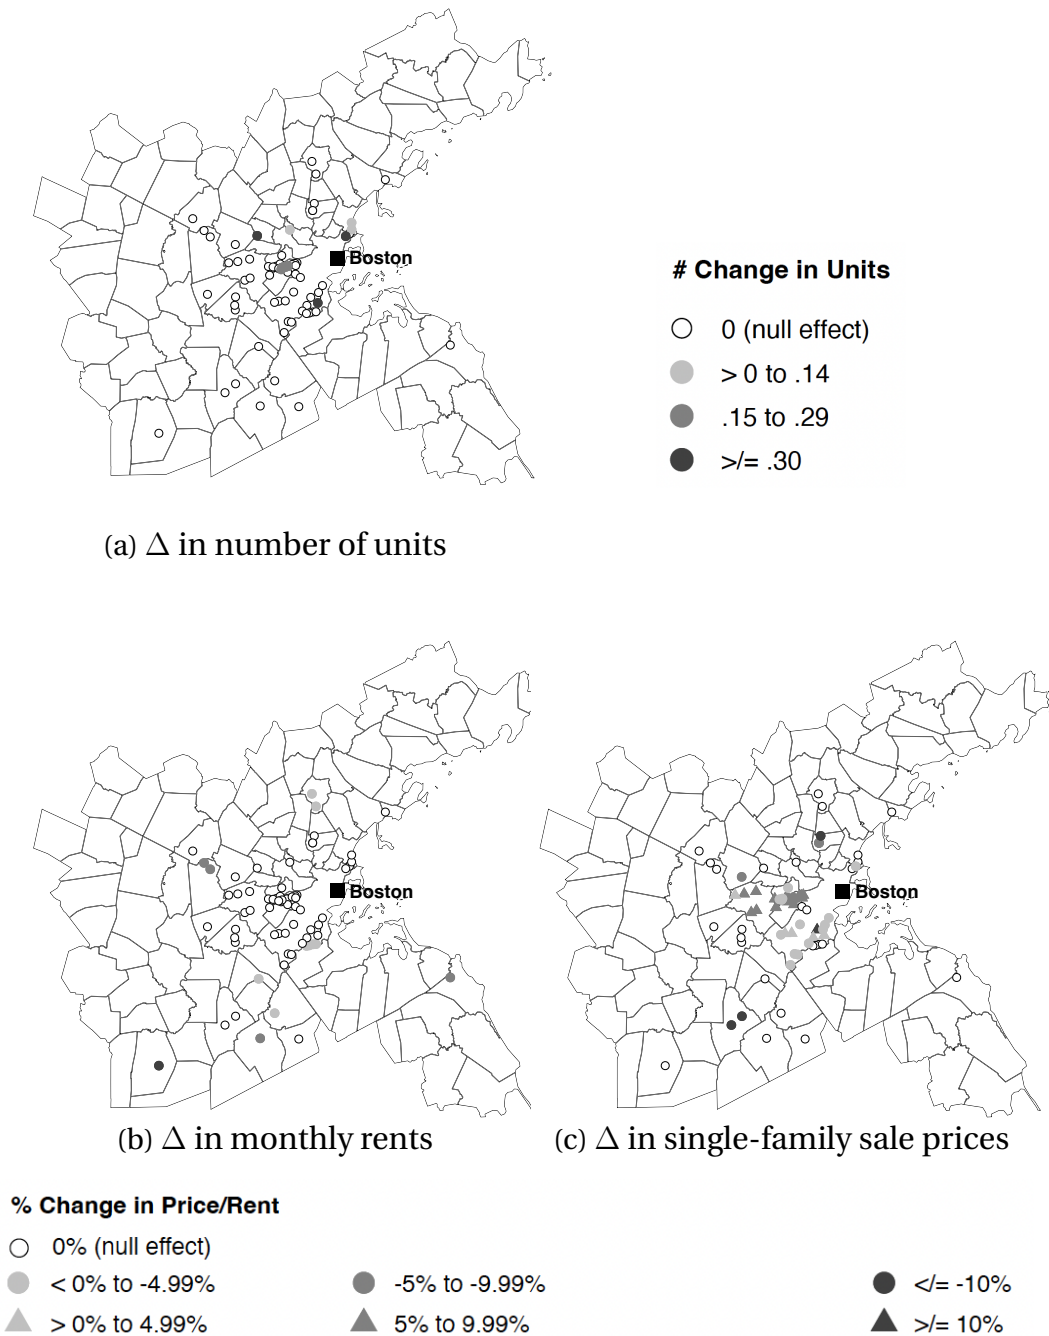 Boston
# Change in Units
0 (null effect)
> 0 to .14
.15 to .29
>/= .30
(a) Δ in number of units
Boston
Boston
(b) Δ in monthly rents
(c) Δ in single-family sale prices
% Change in Price/Rent
0% (null effect)
< 0% to -4.99%
-5% to -9.99%
</= -10%
> 0% to 4.99%
5% to 9.99%
>/= 10%